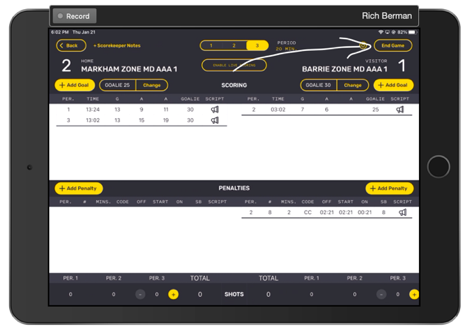 Record
Rich Berman
6:02 PM Thu Jan 21
82%
Back
+ Scorekeeper Notes
1 2 3
PERIOD
20 MIN
End Game
2 HOME
MARKHAM ZONE MD AAA 1
VISITOR 1
BARRIE ZONE MD AAA 1
+ Add Goal
GOALIE 25 Change
SCORING
GOALIE 30 Change
+ Add Goal
PER. TIME G A A GOALIE SCRIPT PER. TIME G A A GOALIE SCRIPT
1 13:24 13 9 11 30 2 03:02 7 6 25
3 13:02 13 15 19 30
+ Add Penalty
PENALTIES
+ Add Penalty
PER. # MINS. CODE OFF START ON SB SCRIPT PER. # MINS. CODE OFF START ON SB SCRIPT
2 8 2 CC 02:21 02:21 00:21 8
PER. 1 PER. 2 PER. 3 TOTAL TOTAL PER. 1 PER. 2 PER. 3
0 0 - 0 + 0 SHOTS 0 0 0 - 0 +